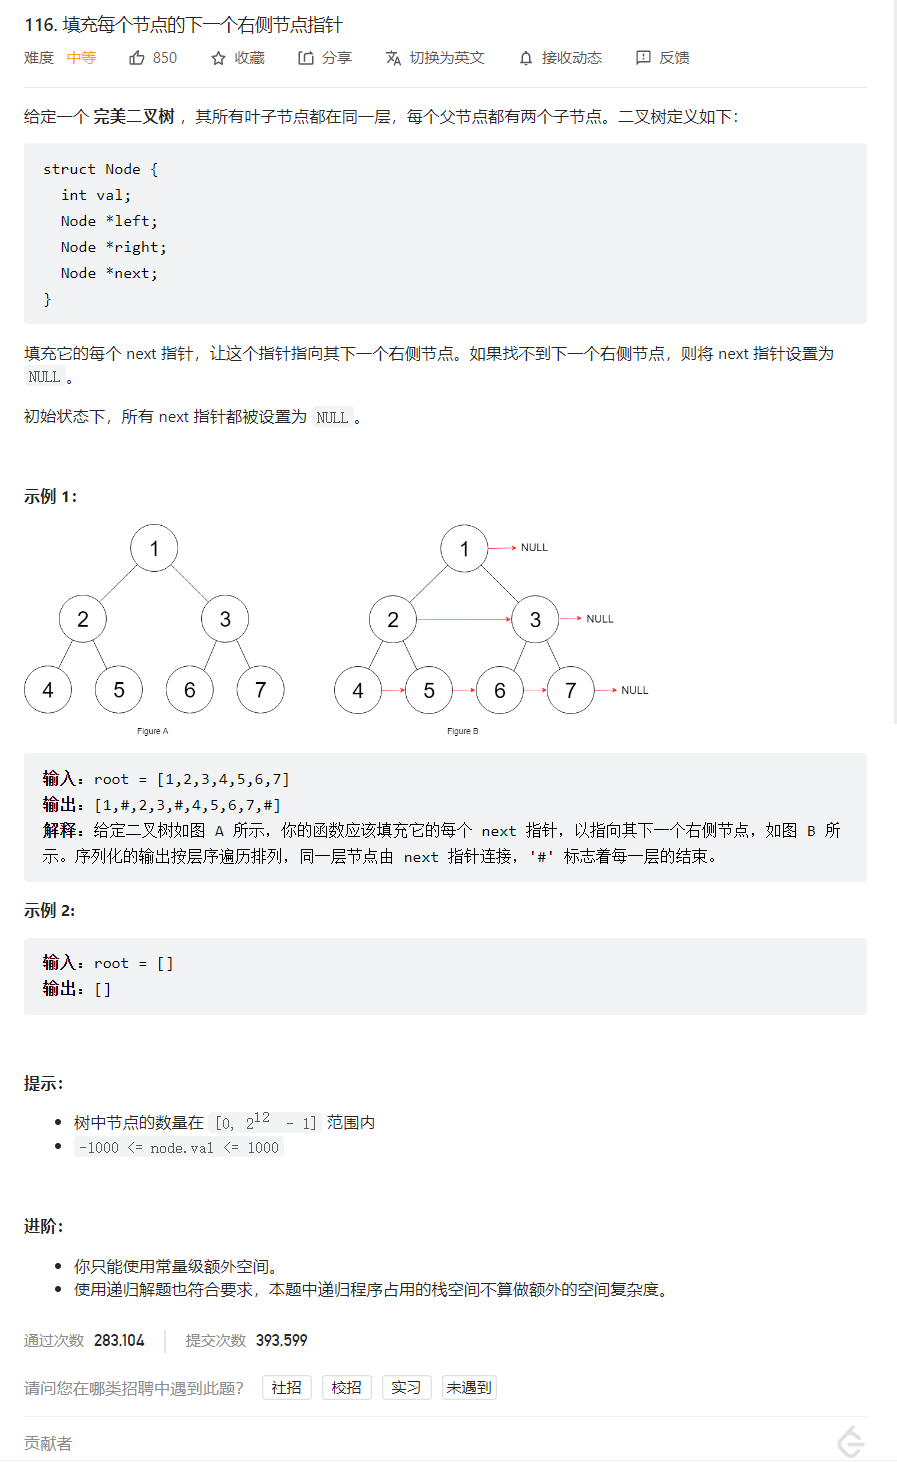 116. 填充每个节点的下一个右侧节点指针
难度 中等 850 收藏 分享 切换为英文 接收动态 反馈
给定一个 完美二叉树 ，其所有叶子节点都在同一层，每个父节点都有两个子节点。二叉树定义如下：
struct Node {
  int val;
  Node *left;
  Node *right;
  Node *next;
}
填充它的每个 next 指针，让这个指针指向其下一个右侧节点。如果找不到下一个右侧节点，则将 next 指针设置为
NULL 。
初始状态下，所有 next 指针都被设置为 NULL 。
示例 1：
1
2 3
4 5 6 7
Figure A
1 NULL
2 3 NULL
4 5 6 7 NULL
Figure B
输入：root = [1,2,3,4,5,6,7]
输出：[1,#,2,3,#,4,5,6,7,#]
解释：给定二叉树如图 A 所示，你的函数应该填充它的每个 next 指针，以指向其下一个右侧节点，如图 B 所
示。序列化的输出按层序遍历排列，同一层节点由 next 指针连接，'#' 标志着每一层的结束。
示例 2:
输入：root = []
输出：[]
提示：
• 树中节点的数量在 [0, 2¹² - 1] 范围内
• -1000 <= node.val <= 1000
进阶：
• 你只能使用常量级额外空间。
• 使用递归解题也符合要求，本题中递归程序占用的栈空间不算做额外的空间复杂度。
通过次数 283,104 提交次数 393,599
请问您在哪类招聘中遇到此题？ 社招 校招 实习 未遇到
贡献者